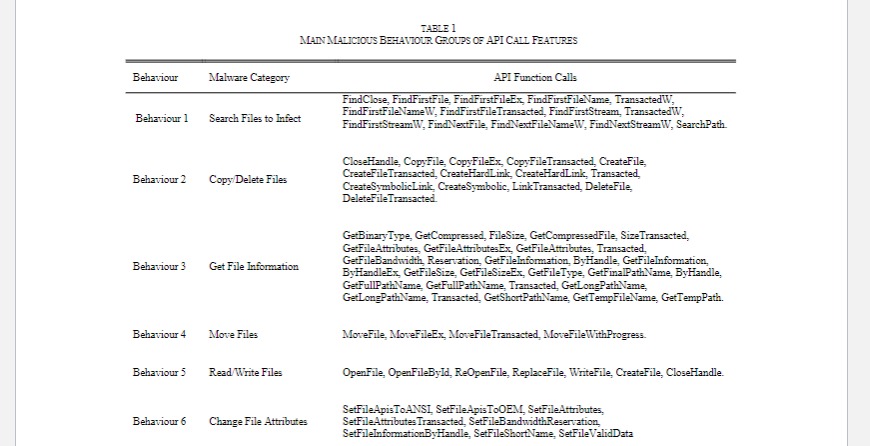 TABLE 1
MAIN MALICIOUS BEHAVIOUR GROUPS OF API CALL FEATURES
Behaviour Malware Category API Function Calls
Behaviour 1 Search Files to Infect
FindClose, FindFirstFile, FindFirstFileEx, FindFirstFileName, TransactedW,
FindFirstFileNameW, FindFirstFileTransacted, FindFirstStream, TransactedW,
FindFirstStreamW, FindNextFile, FindNextFileNameW, FindNextStreamW, SearchPath.
Behaviour 2 Copy/Delete Files
CloseHandle, CopyFile, CopyFileEx, CopyFileTransacted, CreateFile,
CreateFileTransacted, CreateHardLink, CreateHardLink, Transacted,
CreateSymbolicLink, CreateSymbolic, LinkTransacted, DeleteFile,
DeleteFileTransacted.
Behaviour 3 Get File Information
GetBinaryType, GetCompressed, FileSize, GetCompressedFile, SizeTransacted,
GetFileAttributes, GetFileAttributesEx, GetFileAttributes, Transacted,
GetFileBandwidth, Reservation, GetFileInformation, ByHandle, GetFileInformation,
ByHandleEx, GetFileSize, GetFileSizeEx, GetFileType, GetFinalPathName, ByHandle,
GetFullPathName, GetFullPathName, Transacted, GetLongPathName,
GetLongPathName, Transacted, GetShortPathName, GetTempFileName, GetTempPath.
Behaviour 4 Move Files MoveFile, MoveFileEx, MoveFileTransacted, MoveFileWithProgress.
Behaviour 5 Read/Write Files OpenFile, OpenFileById, ReOpenFile, ReplaceFile, WriteFile, CreateFile, CloseHandle.
Behaviour 6 Change File Attributes
SetFileApisToANSI, SetFileApisToOEM, SetFileAttributes,
SetFileAttributesTransacted, SetFileBandwidthReservation,
SetFileInformationByHandle, SetFileShortName, SetFileValidData